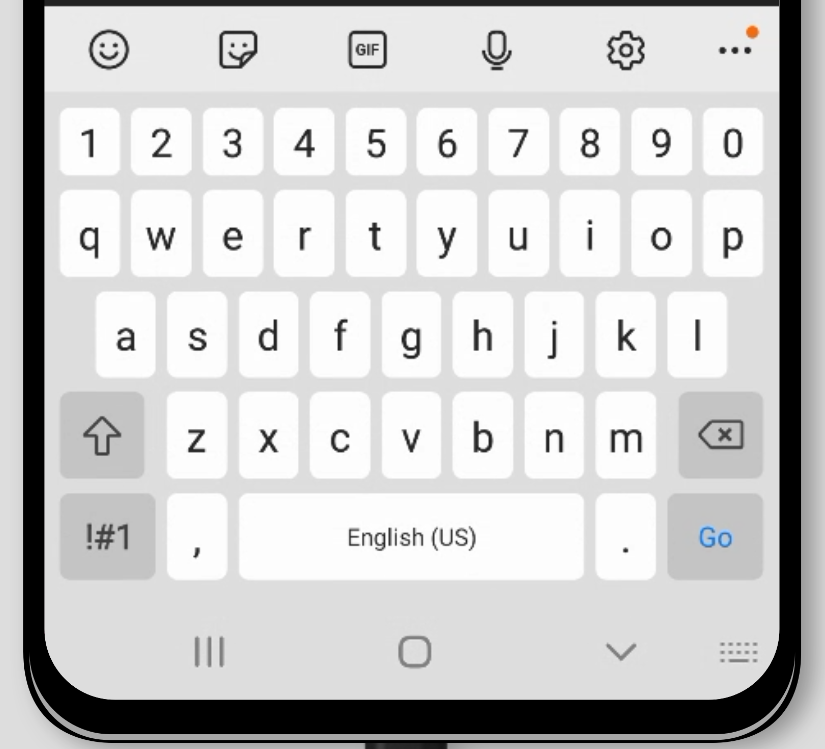 GIF
1 2 3 4 5 6 7 8 9 0
q w e r t y u i o p
a s d f g h j k l
z x c v b n m
!#1 , English (US) . Go